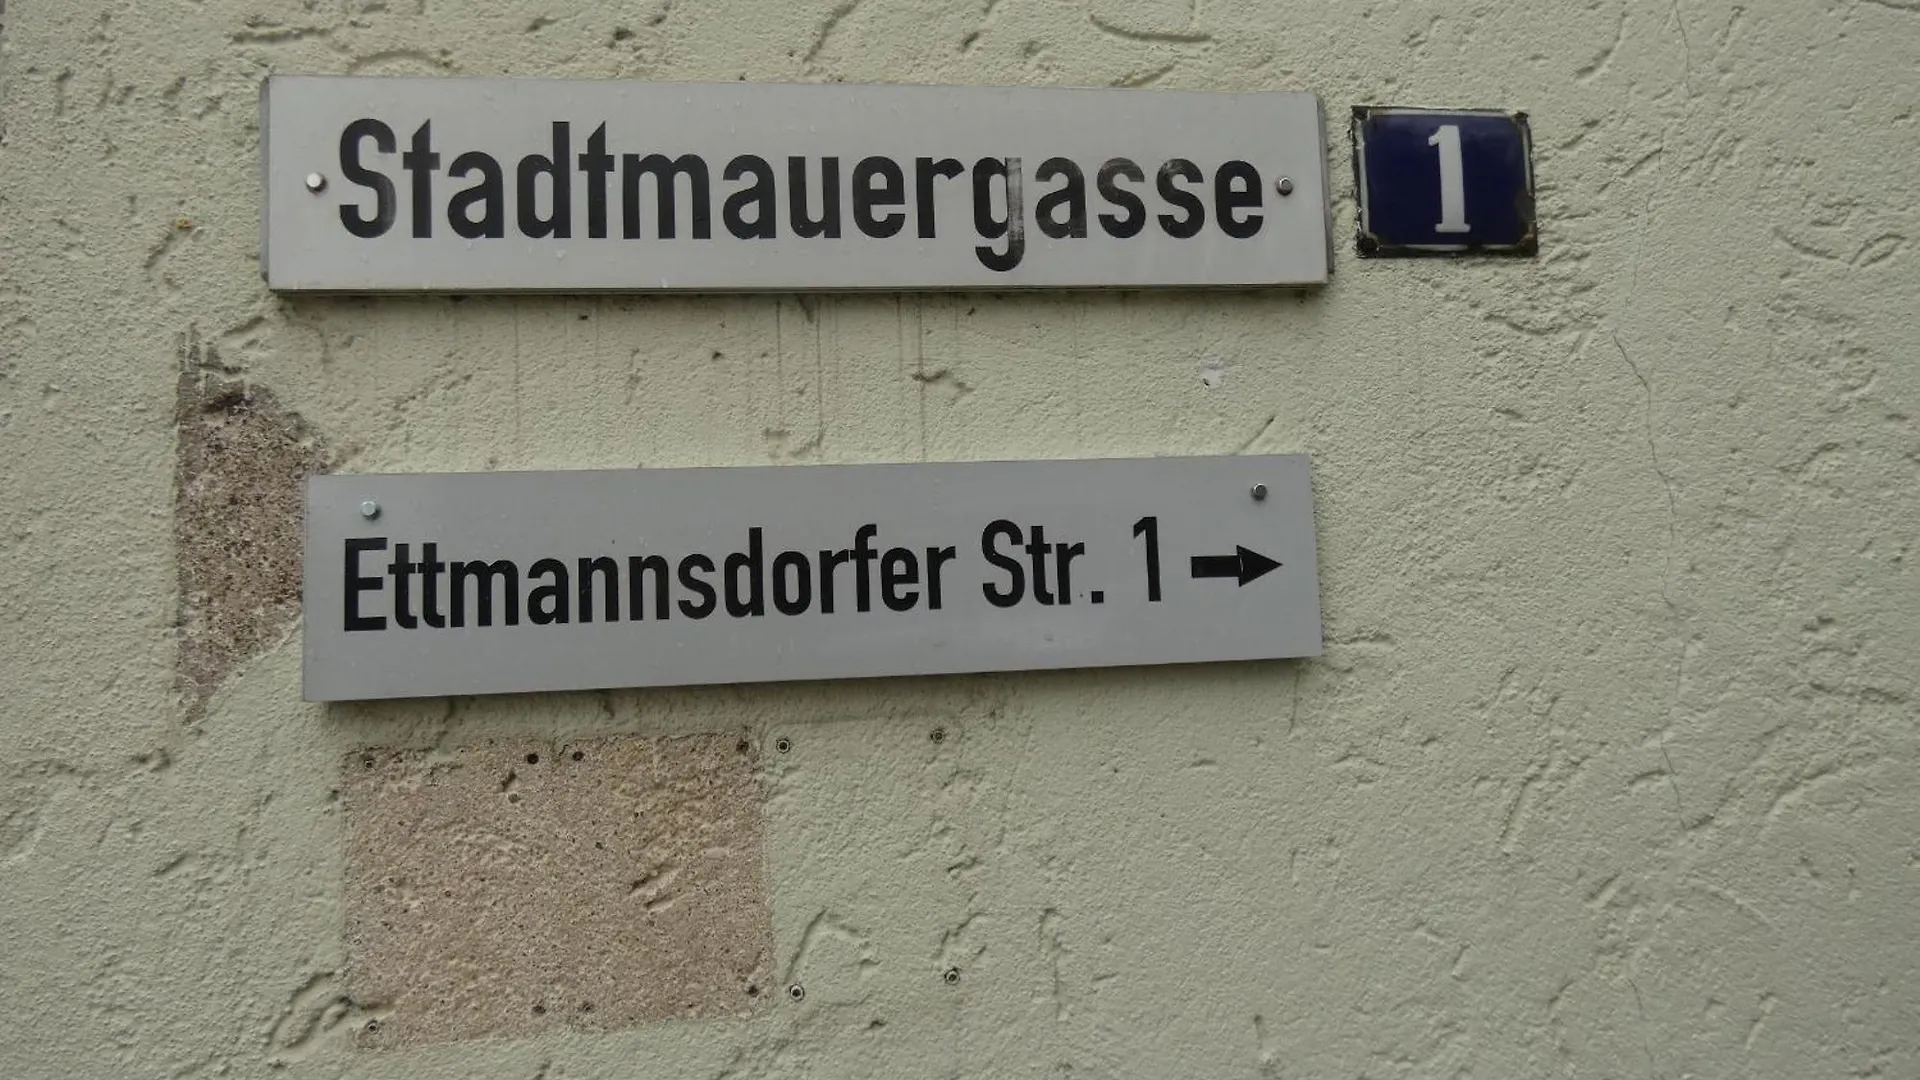 Stadtmauergasse 1
Ettmannsdorfer Str. 1 →